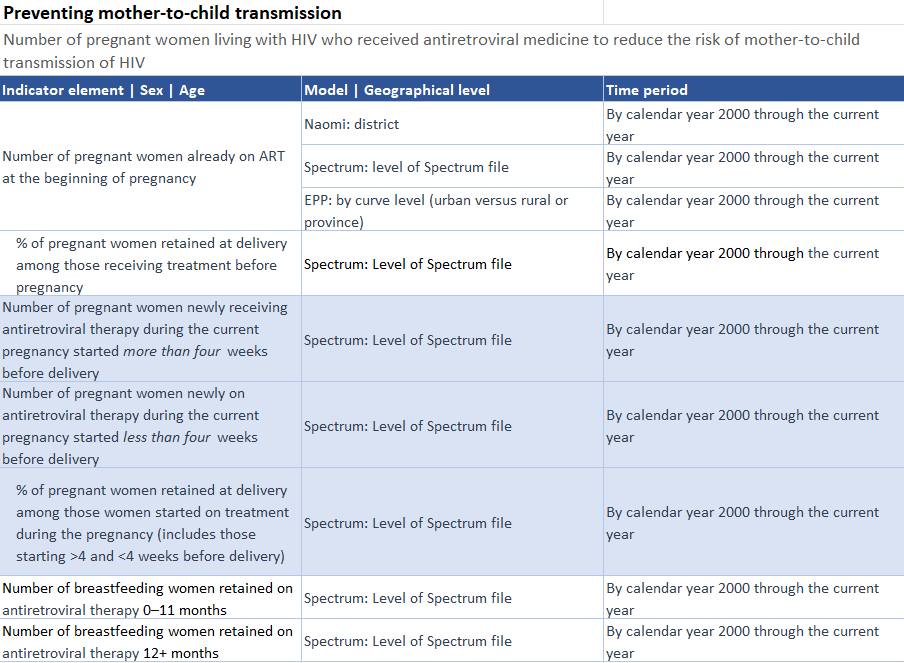 Preventing mother-to-child transmission
Number of pregnant women living with HIV who received antiretroviral medicine to reduce the risk of mother-to-child
transmission of HIV
Indicator element | Sex | Age
Model | Geographical level
Time period
Number of pregnant women already on ART
at the beginning of pregnancy
Naomi: district
By calendar year 2000 through the current
year
Spectrum: level of Spectrum file
By calendar year 2000 through the current
year
EPP: by curve level (urban versus rural or
province)
By calendar year 2000 through the current
year
% of pregnant women retained at delivery
among those receiving treatment before
pregnancy
Spectrum: Level of Spectrum file
By calendar year 2000 through the current
year
Number of pregnant women newly receiving
antiretroviral therapy during the current
pregnancy started more than four weeks
before delivery
Spectrum: Level of Spectrum file
By calendar year 2000 through the current
year
Number of pregnant women newly on
antiretroviral therapy during the current
pregnancy started less than four weeks
before delivery
Spectrum: Level of Spectrum file
By calendar year 2000 through the current
year
% of pregnant women retained at delivery
among those women started on treatment
during the pregnancy (includes those
starting >4 and <4 weeks before delivery)
Spectrum: Level of Spectrum file
By calendar year 2000 through the current
year
Number of breastfeeding women retained on
antiretroviral therapy 0–11 months
Spectrum: Level of Spectrum file
By calendar year 2000 through the current
year
Number of breastfeeding women retained on
antiretroviral therapy 12+ months
Spectrum: Level of Spectrum file
By calendar year 2000 through the current
year